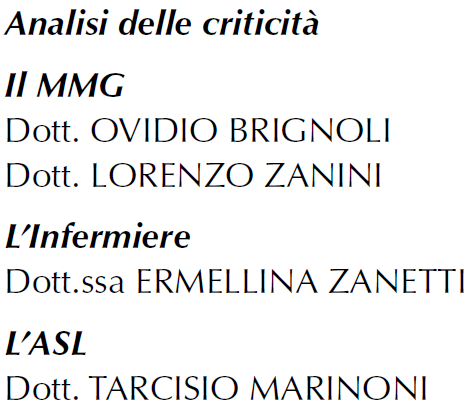 Analisi delle criticità
Il MMG
Dott. OVIDIO BRIGNOLI
Dott. LORENZO ZANINI
L'Infermiere
Dott.ssa ERMELLINA ZANETTI
L'ASL
Dott. TARCISIO MARINONI